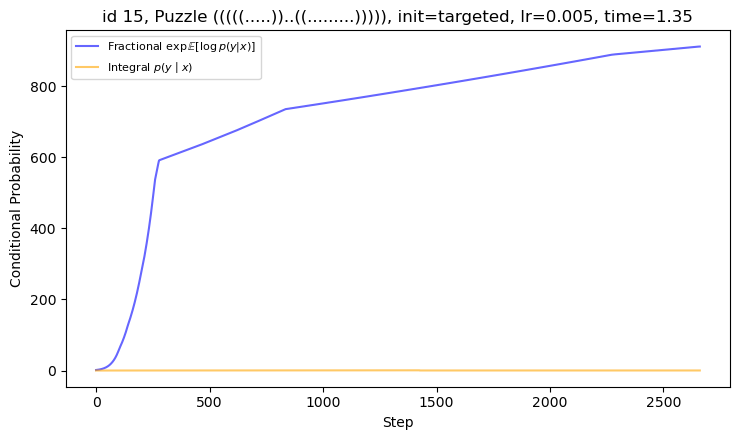 id 15, Puzzle (((((.....))..((.........))))), init=targeted, lr=0.005, time=1.35
Fractional exp𝔼[log p(y|x)]
Integral p(y | x)
Conditional Probability
800
600
400
200
0
0 500 1000 1500 2000 2500
Step